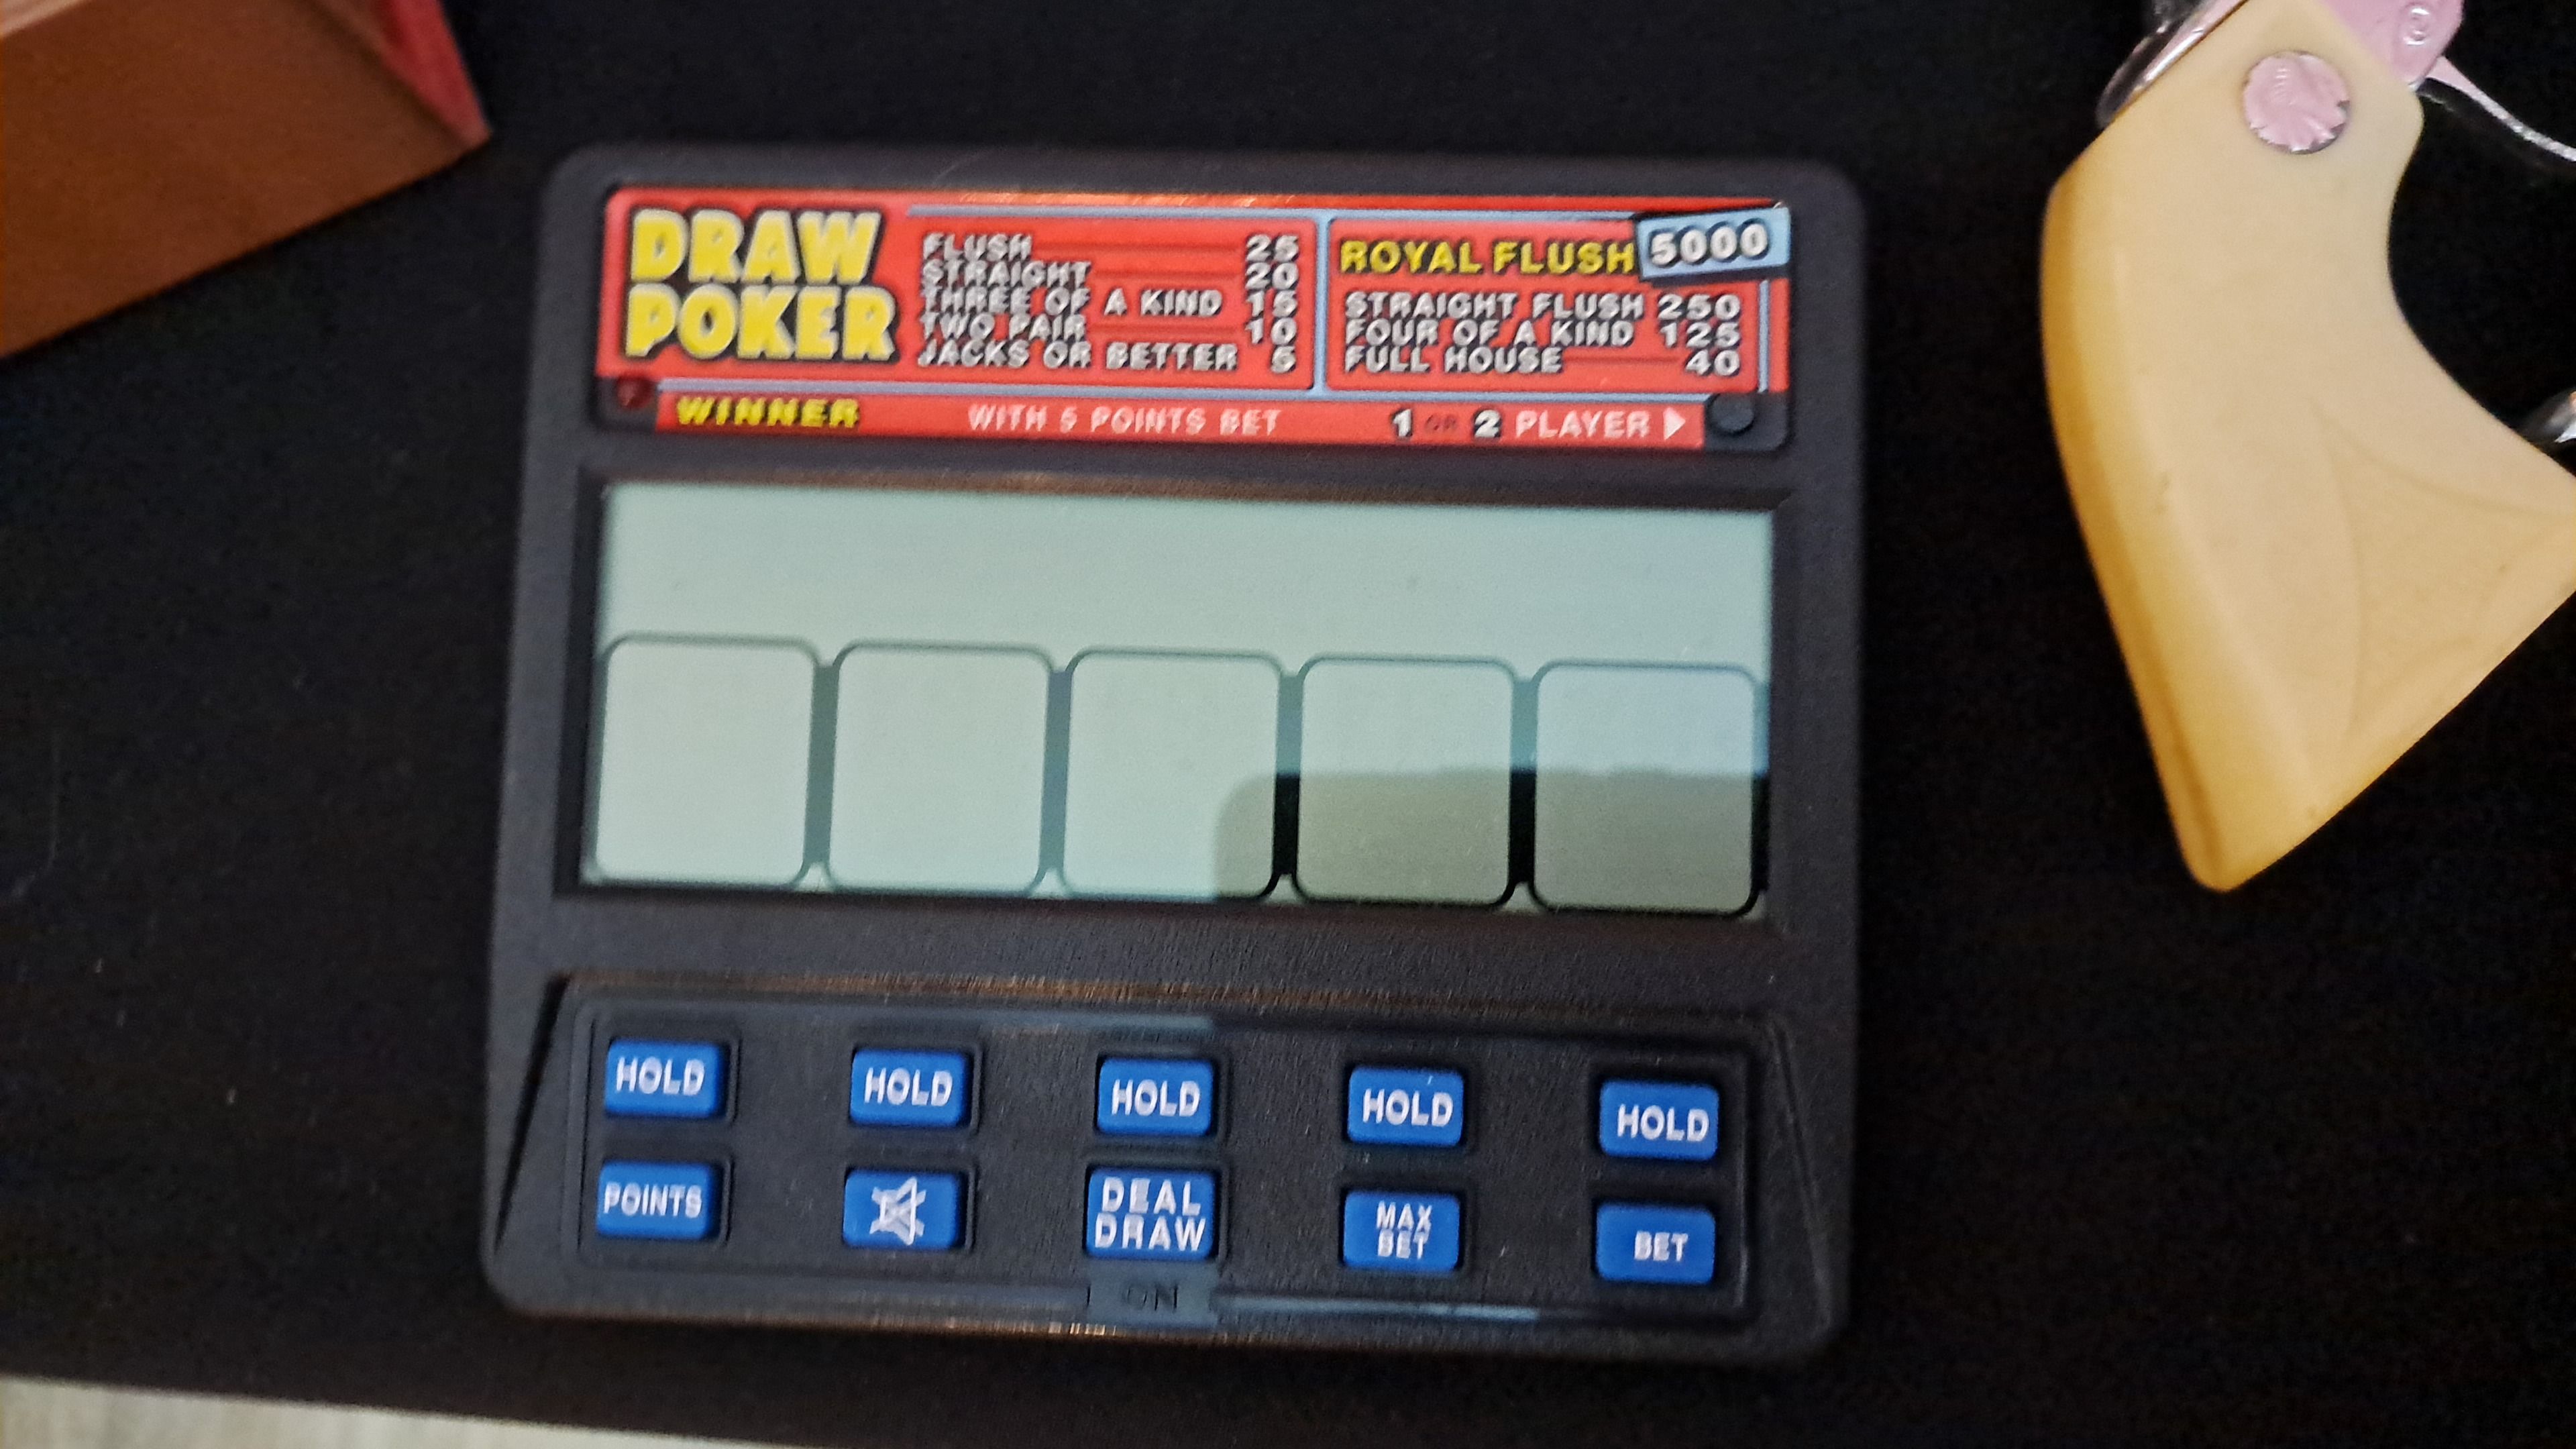 DRAW
POKER
FLUSH 25
STRAIGHT 20
THREE OF A KIND 15
TWO PAIR 10
JACKS OR BETTER 5
ROYAL FLUSH 5000
STRAIGHT FLUSH 250
FOUR OF A KIND 125
FULL HOUSE 40
WINNER WITH 5 POINTS BET 1 OR 2 PLAYER
HOLD HOLD HOLD HOLD HOLD
POINTS
DEAL
DRAW
MAX
BET
BET
ON